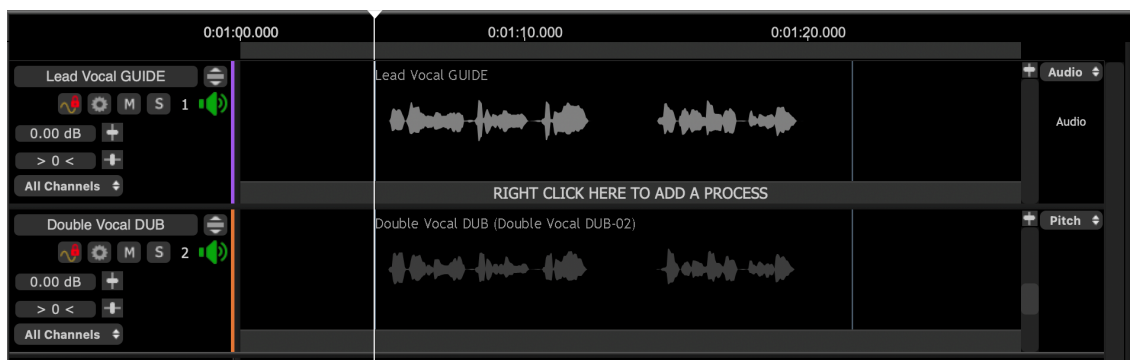 0:01:00.000 0:01:10.000 0:01:20.000
Lead Vocal GUIDE
M S 1
0.00 dB
> 0 <
All Channels
Lead Vocal GUIDE
RIGHT CLICK HERE TO ADD A PROCESS
Audio
Audio
Double Vocal DUB
M S 2
0.00 dB
> 0 <
All Channels
Double Vocal DUB (Double Vocal DUB-02)
Pitch